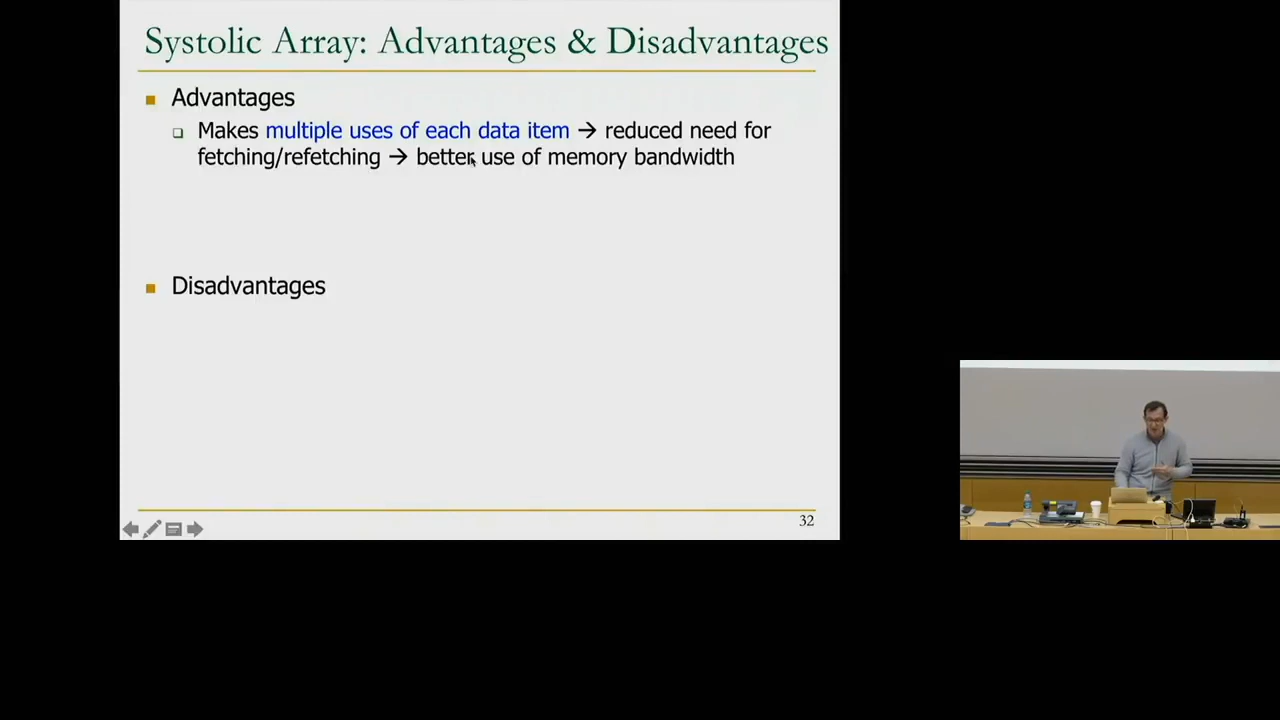 Systolic Array: Advantages & Disadvantages
Advantages
Makes multiple uses of each data item → reduced need for
fetching/refetching → better use of memory bandwidth
Disadvantages
32